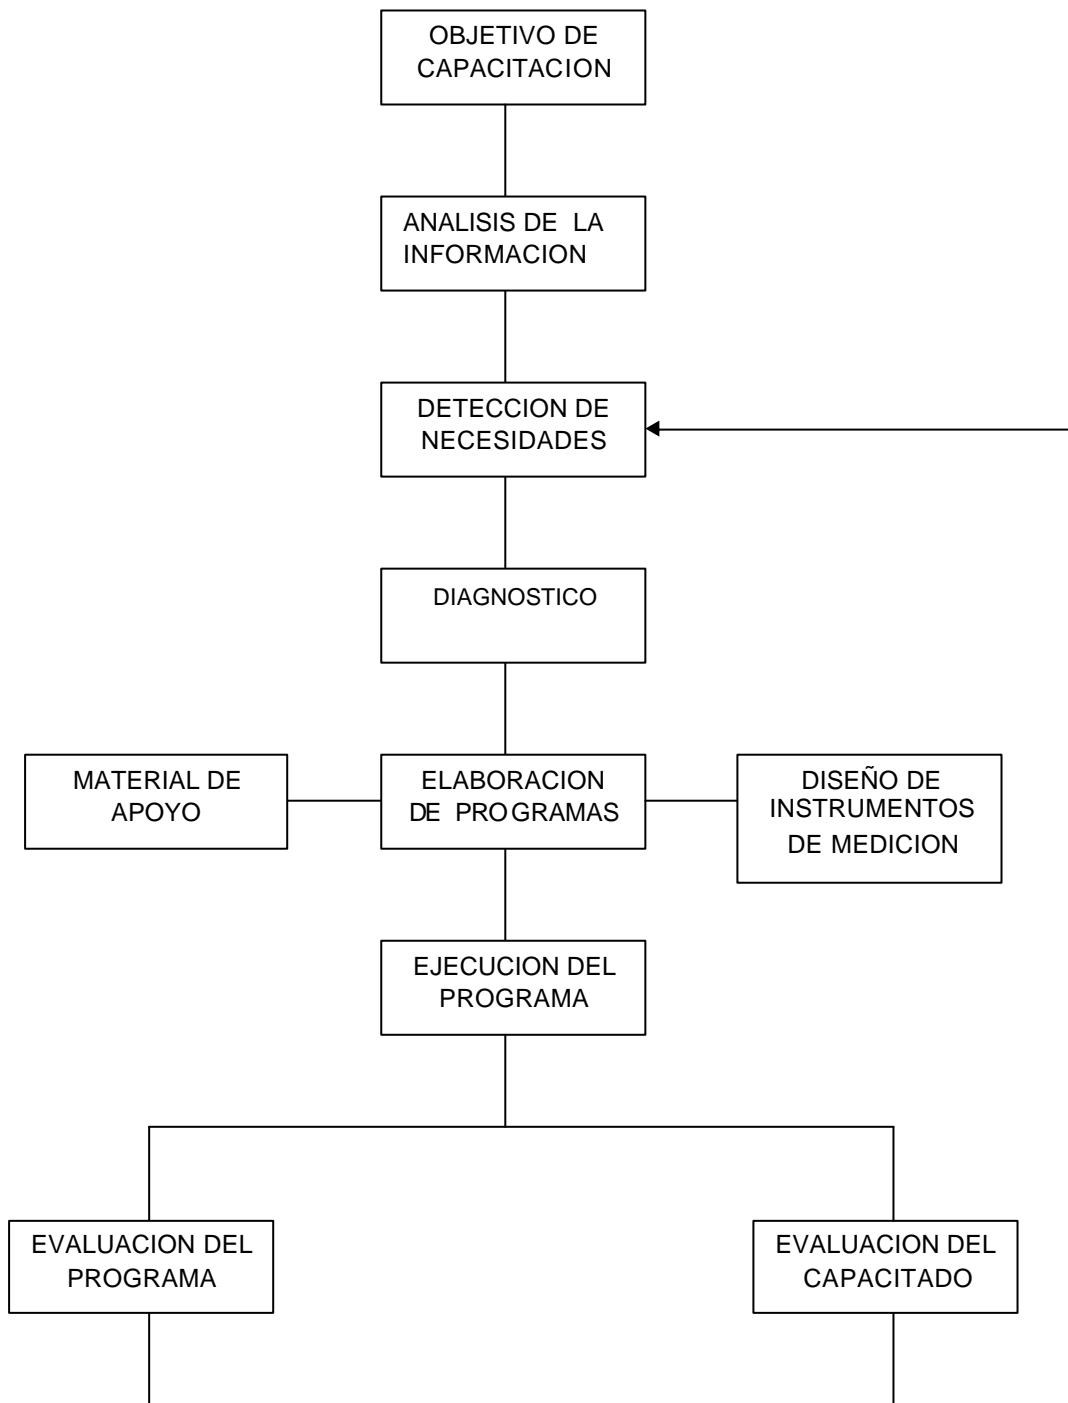 OBJETIVO DE
CAPACITACION
ANALISIS DE LA
INFORMACION
DETECCION DE
NECESIDADES
DIAGNOSTICO
MATERIAL DE
APOYO
ELABORACION
DE PROGRAMAS
DISEÑO DE
INSTRUMENTOS
DE MEDICION
EJECUCION DEL
PROGRAMA
EVALUACION DEL
PROGRAMA
EVALUACION DEL
CAPACITADO